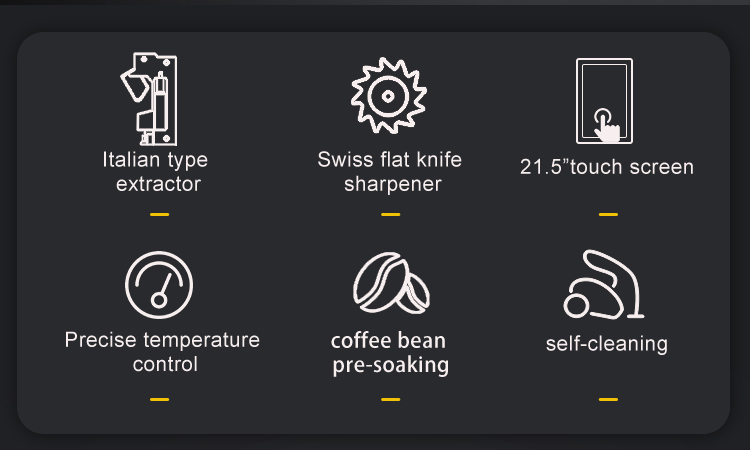 Italian type
extractor
Swiss flat knife
sharpener
21.5”touch screen
Precise temperature
control
coffee bean
pre-soaking
self-cleaning